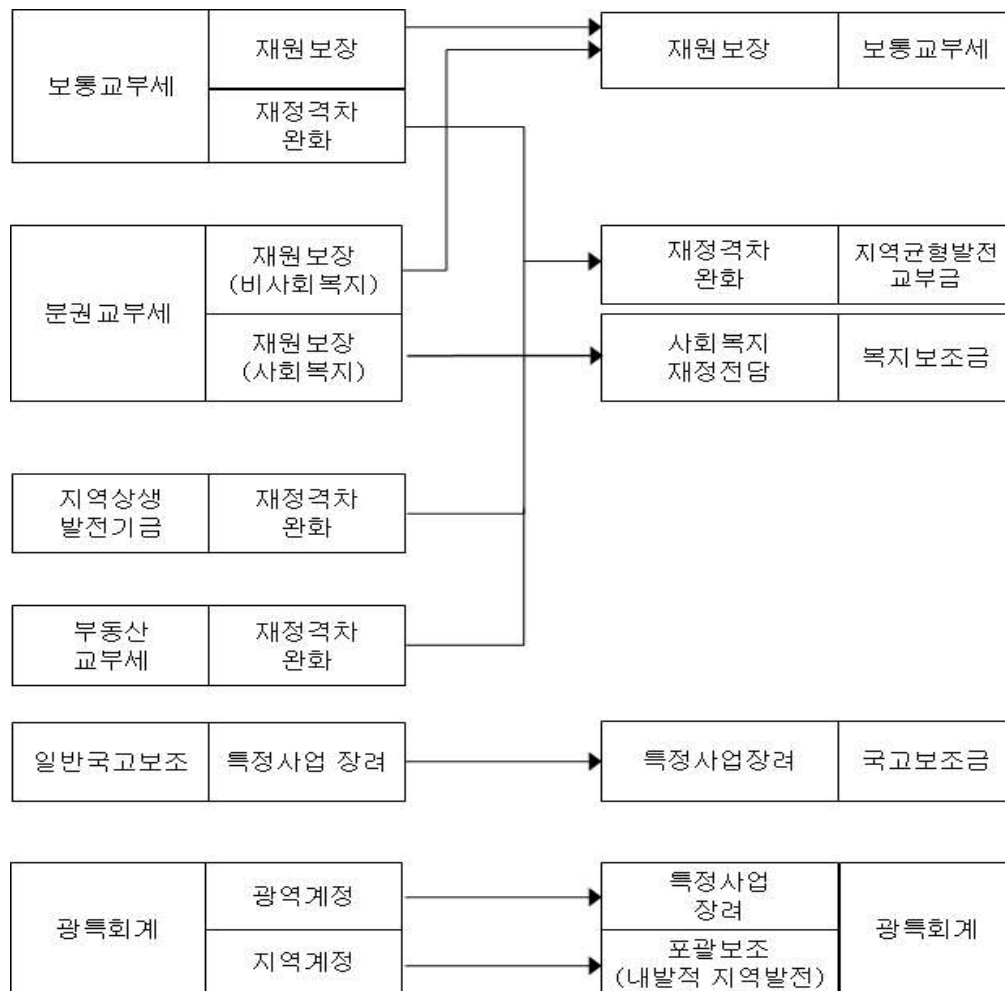 보통교부세
재원보장
재정격차
완화
재원보장
보통교부세
분권교부세
재원보장
(비사회복지)
재원보장
(사회복지)
재정격차
완화
지역균형발전
교부금
사회복지
재정전담
복지보조금
지역상생
발전기금
재정격차
완화
부동산
교부세
재정격차
완화
일반국고보조
특정사업 장려
특정사업장려
국고보조금
광특회계
광역계정
지역계정
특정사업
장려
포괄보조
(내발적 지역발전)
광특회계